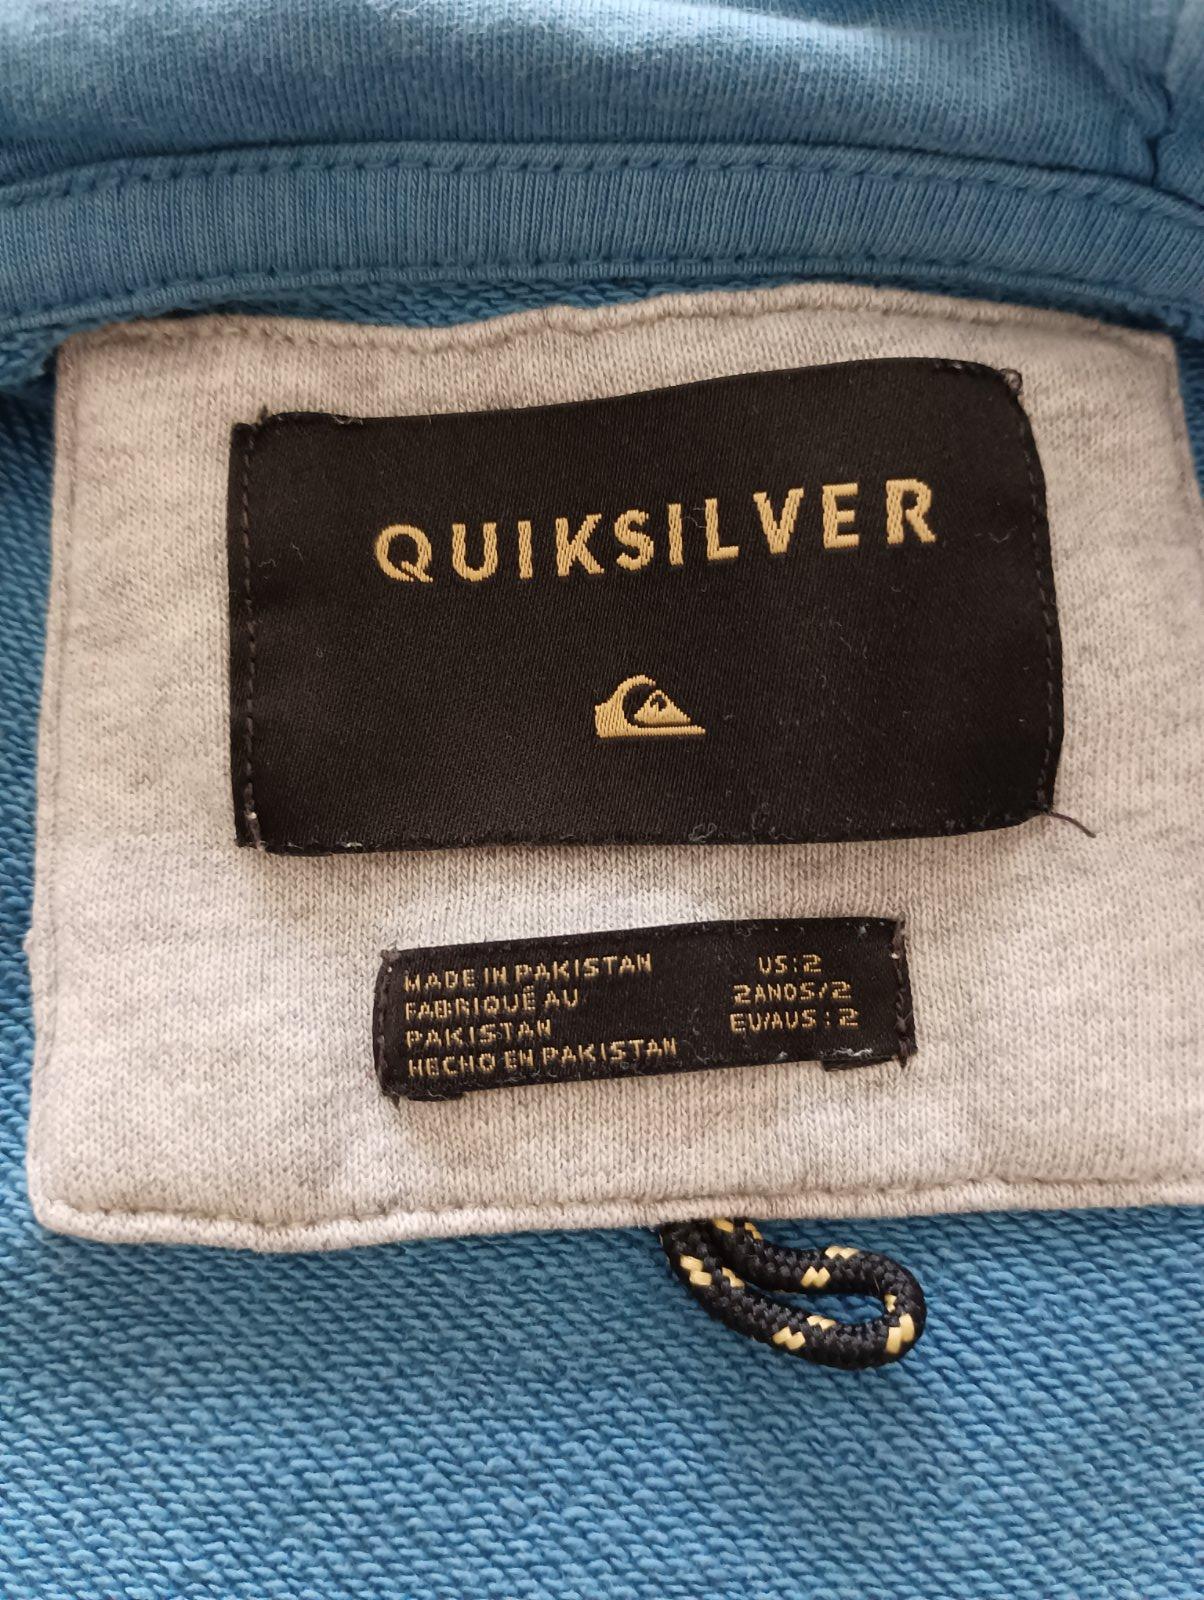 QUIKSILVER
MADE IN PAKISTAN
FABRIQUÉ AU
PAKISTAN
HECHO EN PAKISTAN
US:2
2ANOS/2
EU/AUS:2